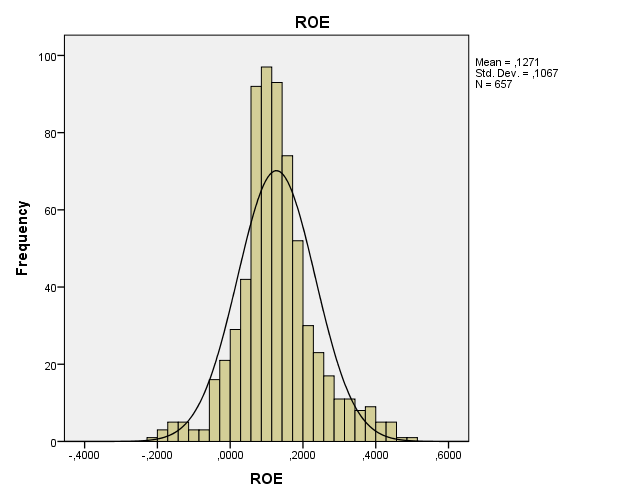 ROE
Mean = ,1271
Std. Dev. = ,1067
N = 657
Frequency
100
80
60
40
20
0
-,4000 -,2000 ,0000 ,2000 ,4000 ,6000
ROE